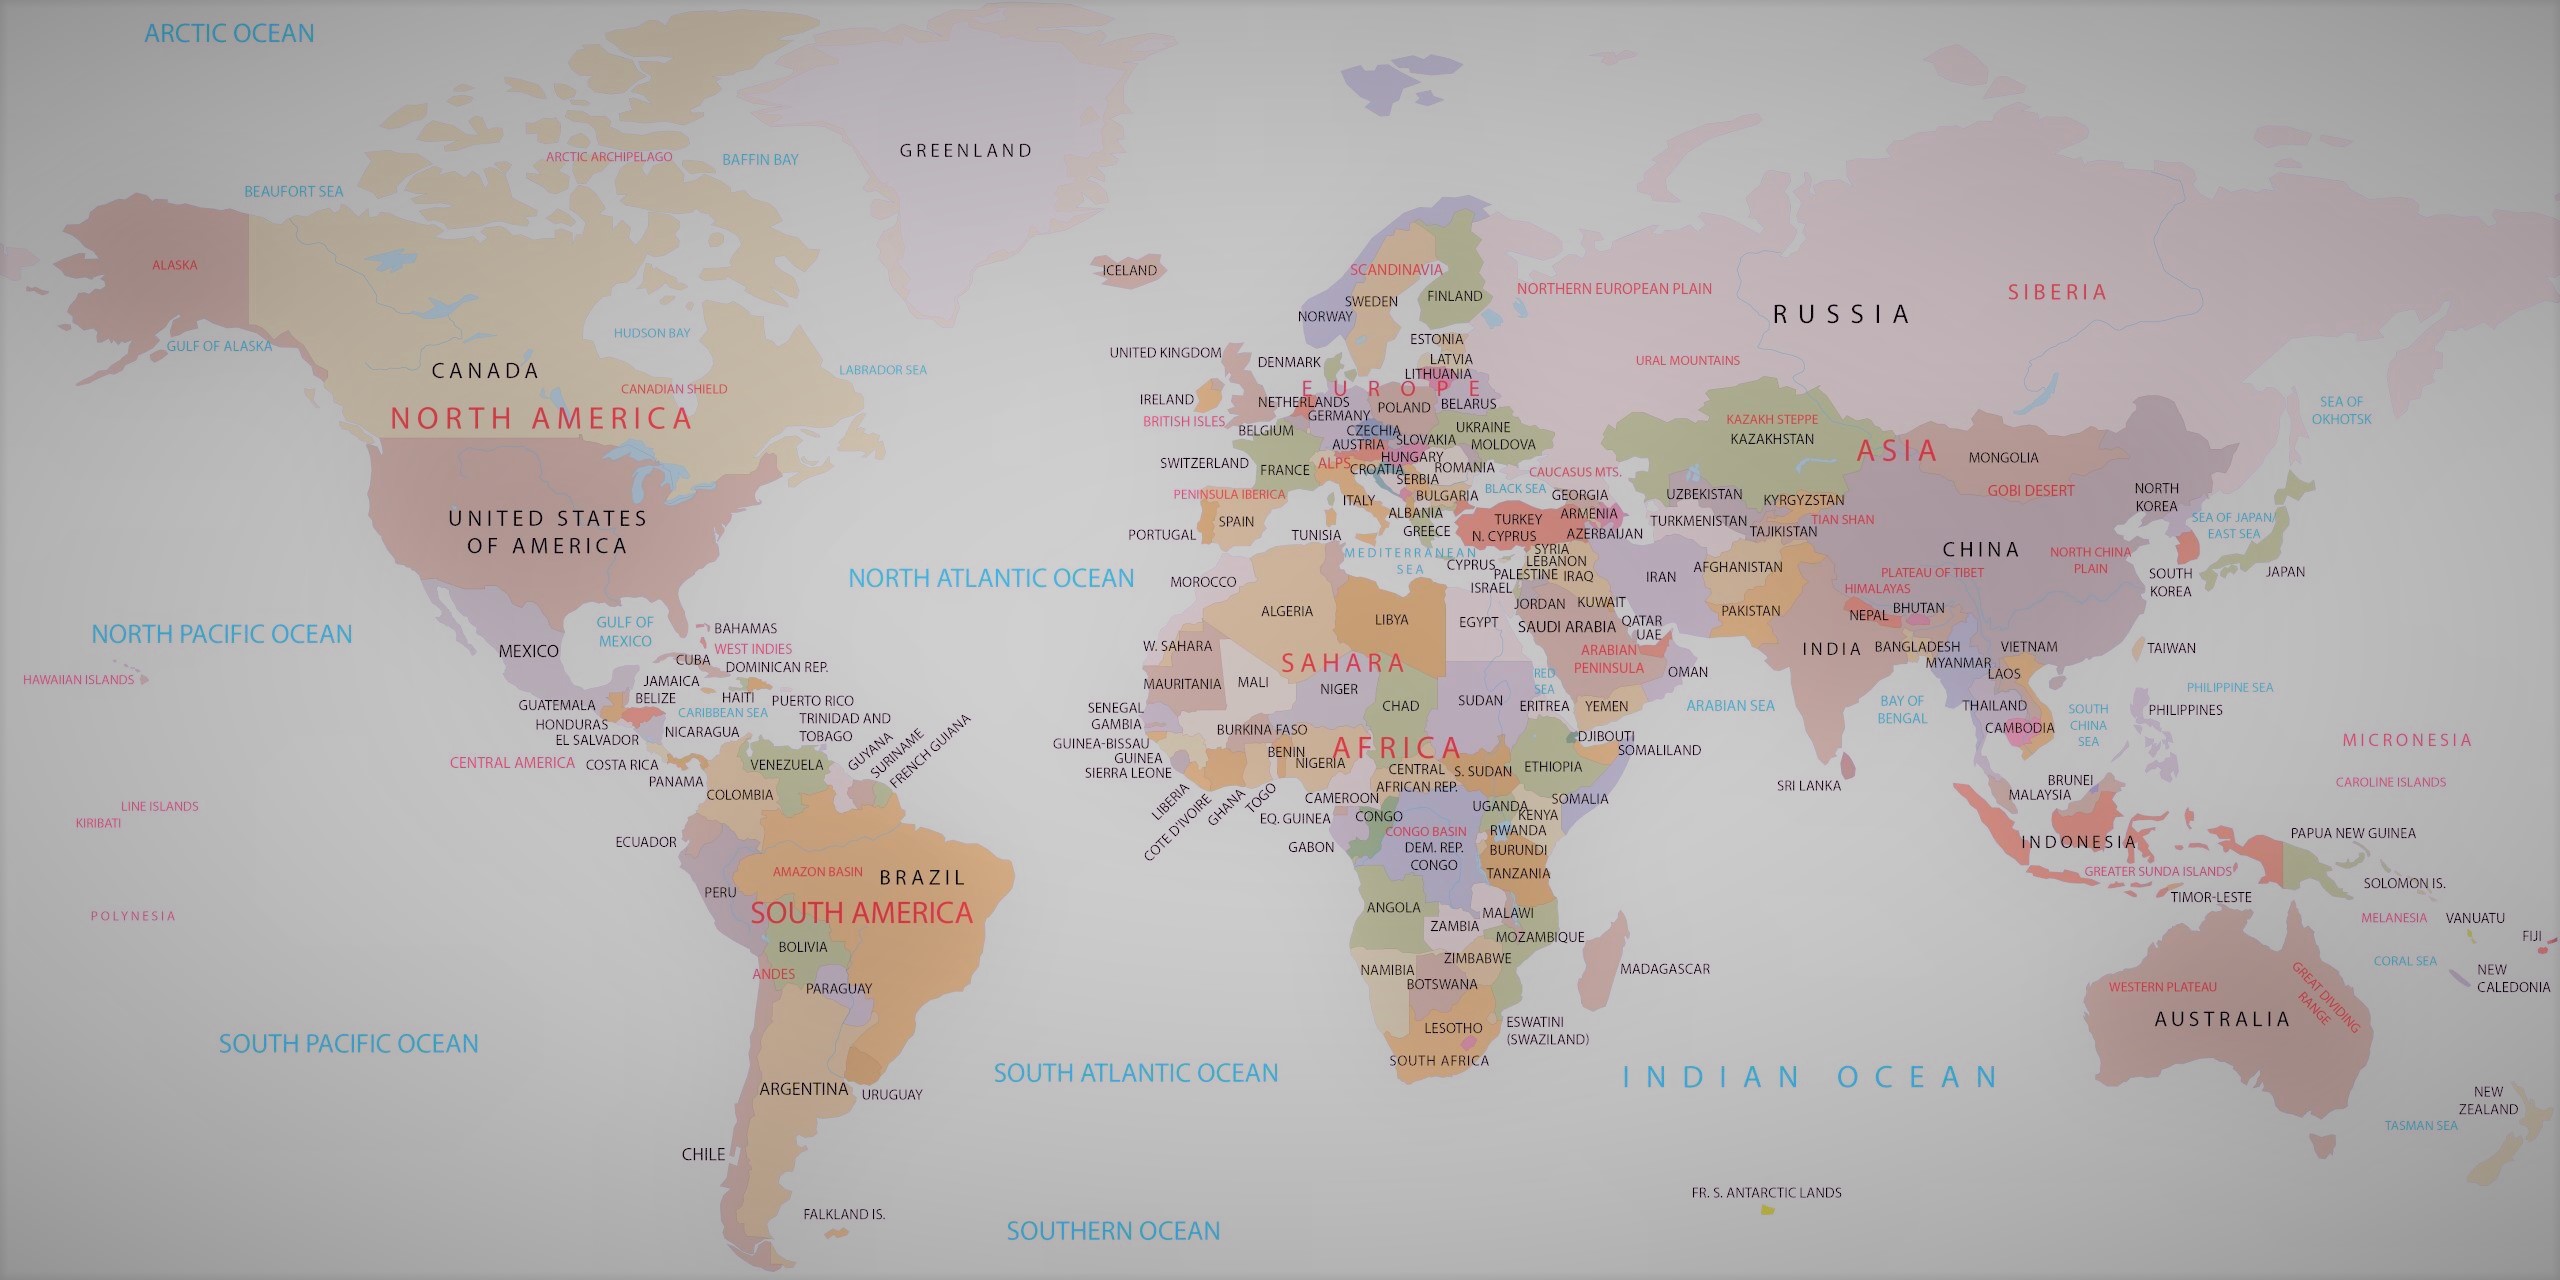 ARCTIC OCEAN
GREENLAND
ARCTIC ARCHIPELAGO
BAFFIN BAY
BEAUFORT SEA
ALASKA
ICELAND
SCANDINAVIA
SWEDEN
FINLAND
NORWAY
NORTHERN EUROPEAN PLAIN
RUSSIA
SIBERIA
HUDSON BAY
GULF OF ALASKA
CANADA
LABRADOR SEA
CANADIAN SHIELD
NORTH AMERICA
UNITED KINGDOM
DENMARK
ESTONIA
LATVIA
LITHUANIA
URAL MOUNTAINS
EUROPE
IRELAND
NETHERLANDS
GERMANY
POLAND
BELARUS
BRITISH ISLES
BELGIUM
CZECHIA
UKRAINE
AUSTRIA
SLOVAKIA
MOLDOVA
HUNGARY
SWITZERLAND
FRANCE
ALPS
CROATIA
ROMANIA
SERBIA
CAUCASUS MTS.
KAZAKH STEPPE
KAZAKHSTAN
ASIA
MONGOLIA
GOBI DESERT
SEA OF
OKHOTSK
PENINSULA IBERICA
ITALY
BULGARIA
BLACK SEA
GEORGIA
ALBANIA
ARMENIA
SPAIN
PORTUGAL
TUNISIA
GREECE
TURKEY
N. CYPRUS
AZERBAIJAN
UZBEKISTAN
KYRGYZSTAN
TURKMENISTAN
TIAN SHAN
TAJIKISTAN
NORTH
KOREA
SEA OF JAPAN/
EAST SEA
UNITED STATES
OF AMERICA
NORTH ATLANTIC OCEAN
MEDITERRANEAN
SEA
SYRIA
CYPRUS
LEBANON
PALESTINE
IRAQ
ISRAEL
IRAN
AFGHANISTAN
CHINA
NORTH CHINA
PLAIN
PLATEAU OF TIBET
HIMALAYAS
SOUTH
KOREA
JAPAN
MOROCCO
ALGERIA
LIBYA
EGYPT
JORDAN
KUWAIT
SAUDI ARABIA
QATAR
UAE
PAKISTAN
NEPAL
BHUTAN
NORTH PACIFIC OCEAN
GULF OF
MEXICO
BAHAMAS
WEST INDIES
MEXICO
CUBA
DOMINICAN REP.
HAWAIIAN ISLANDS
JAMAICA
BELIZE
HAITI
PUERTO RICO
GUATEMALA
CARIBBEAN SEA
HONDURAS
TRINIDAD AND
TOBAGO
NICARAGUA
EL SALVADOR
W. SAHARA
SAHARA
ARABIAN
PENINSULA
INDIA
BANGLADESH
VIETNAM
MYANMAR
LAOS
TAIWAN
MAURITANIA
MALI
NIGER
RED
SEA
OMAN
SENEGAL
GAMBIA
CHAD
SUDAN
ERITREA
YEMEN
ARABIAN SEA
BAY OF
BENGAL
THAILAND
SOUTH
CHINA
SEA
CAMBODIA
PHILIPPINE SEA
PHILIPPINES
GUINEA-BISSAU
GUINEA
SIERRA LEONE
BURKINA FASO
BENIN
NIGERIA
AFRICA
CENTRAL
AFRICAN REP.
S. SUDAN
ETHIOPIA
DJIBOUTI
SOMALILAND
MICRONESIA
CENTRAL AMERICA
COSTA RICA
PANAMA
VENEZUELA
GUYANA
SURINAME
FRENCH GUIANA
COLOMBIA
LIBERIA
COTE D'IVOIRE
GHANA
TOGO
CAMEROON
UGANDA
SOMALIA
KENYA
EQ. GUINEA
CONGO
CONGO BASIN
RWANDA
GABON
DEM. REP.
CONGO
BURUNDI
TANZANIA
SRI LANKA
BRUNEI
MALAYSIA
CAROLINE ISLANDS
LINE ISLANDS
KIRIBATI
ECUADOR
INDONESIA
PAPUA NEW GUINEA
GREATER SUNDA ISLANDS
TIMOR-LESTE
SOLOMON IS.
AMAZON BASIN
BRAZIL
PERU
SOUTH AMERICA
POLYNESIA
ANGOLA
MALAWI
ZAMBIA
MOZAMBIQUE
MELANESIA
VANUATU
FIJI
BOLIVIA
ZIMBABWE
NAMIBIA
BOTSWANA
MADAGASCAR
CORAL SEA
NEW
CALEDONIA
ANDES
PARAGUAY
WESTERN PLATEAU
GREAT DIVIDING
RANGE
AUSTRALIA
LESOTHO
ESWATINI
(SWAZILAND)
SOUTH AFRICA
SOUTH PACIFIC OCEAN
SOUTH ATLANTIC OCEAN
INDIAN OCEAN
ARGENTINA
URUGUAY
NEW
ZEALAND
TASMAN SEA
CHILE
FR. S. ANTARCTIC LANDS
FALKLAND IS.
SOUTHERN OCEAN